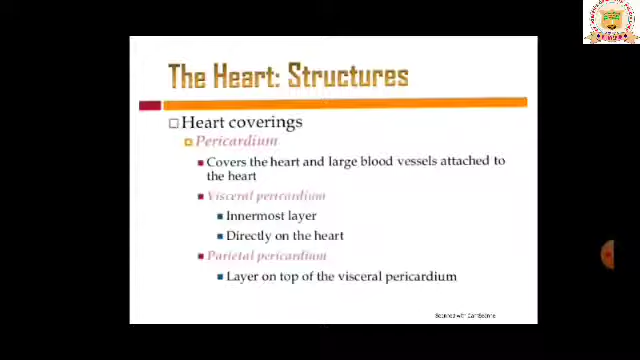 The Heart: Structures
Heart coverings
Pericardium
Covers the heart and large blood vessels attached to
the heart
Visceral pericardium
Innermost layer
Directly on the heart
Parietal pericardium
Layer on top of the visceral pericardium
Scanned with CamScanner